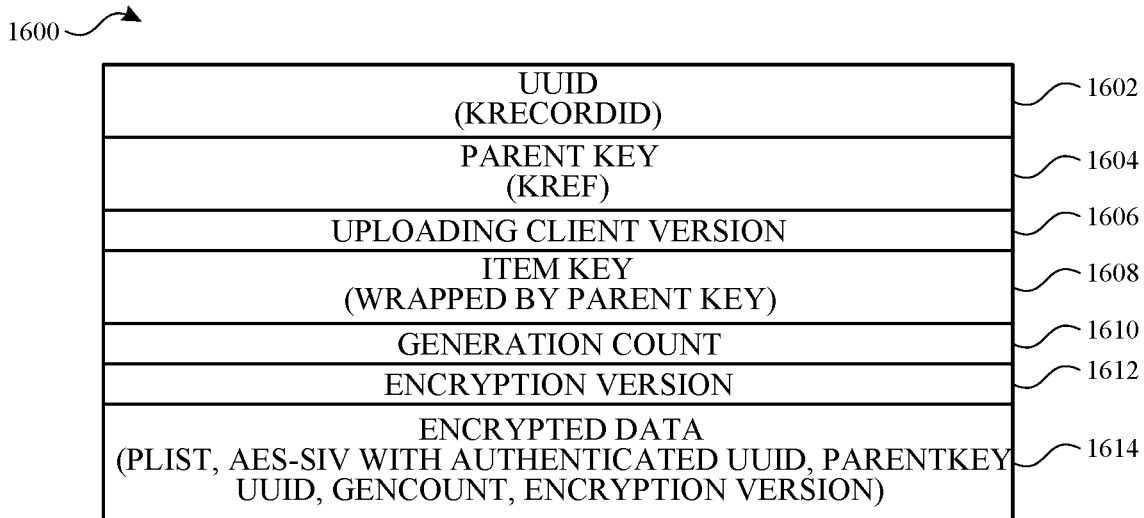 1600
UUID
(KRECORDID)
1602
PARENT KEY
(KREF)
1604
UPLOADING CLIENT VERSION
1606
ITEM KEY
(WRAPPED BY PARENT KEY)
1608
GENERATION COUNT
1610
ENCRYPTION VERSION
1612
ENCRYPTED DATA
(PLIST, AES-SIV WITH AUTHENTICATED UUID, PARENTKEY
UUID, GENCOUNT, ENCRYPTION VERSION)
1614